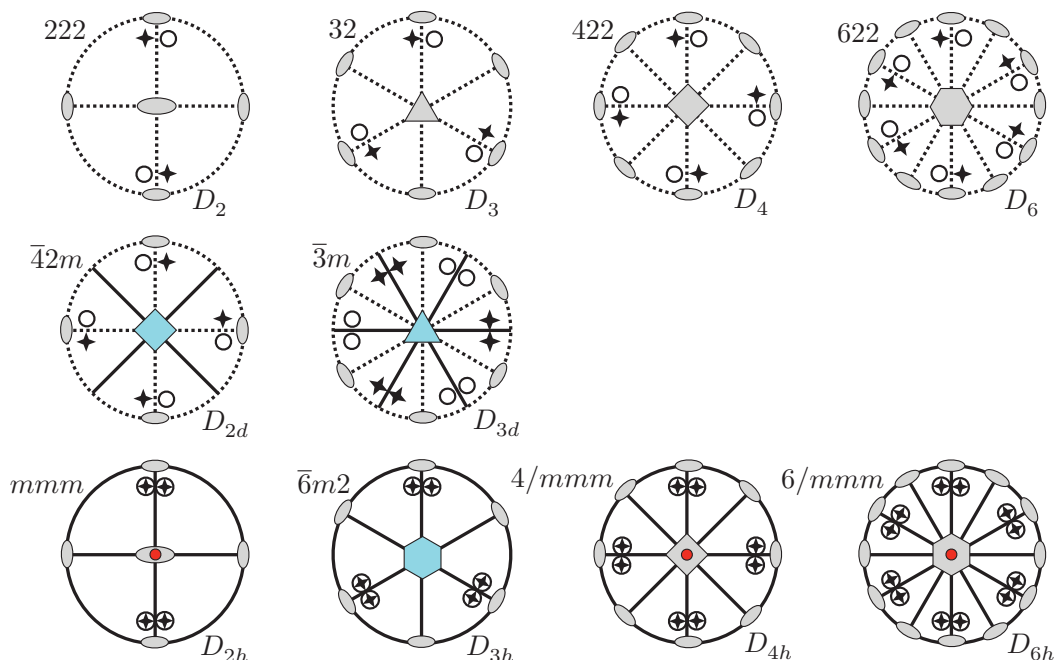 222
32
422
622
D₂
D₃
D₄
D₆
4̅2m
3̅m
D₂d
D₃d
mmm
6̅m2
4/mmm
6/mmm
D₂h
D₃h
D₄h
D₆h